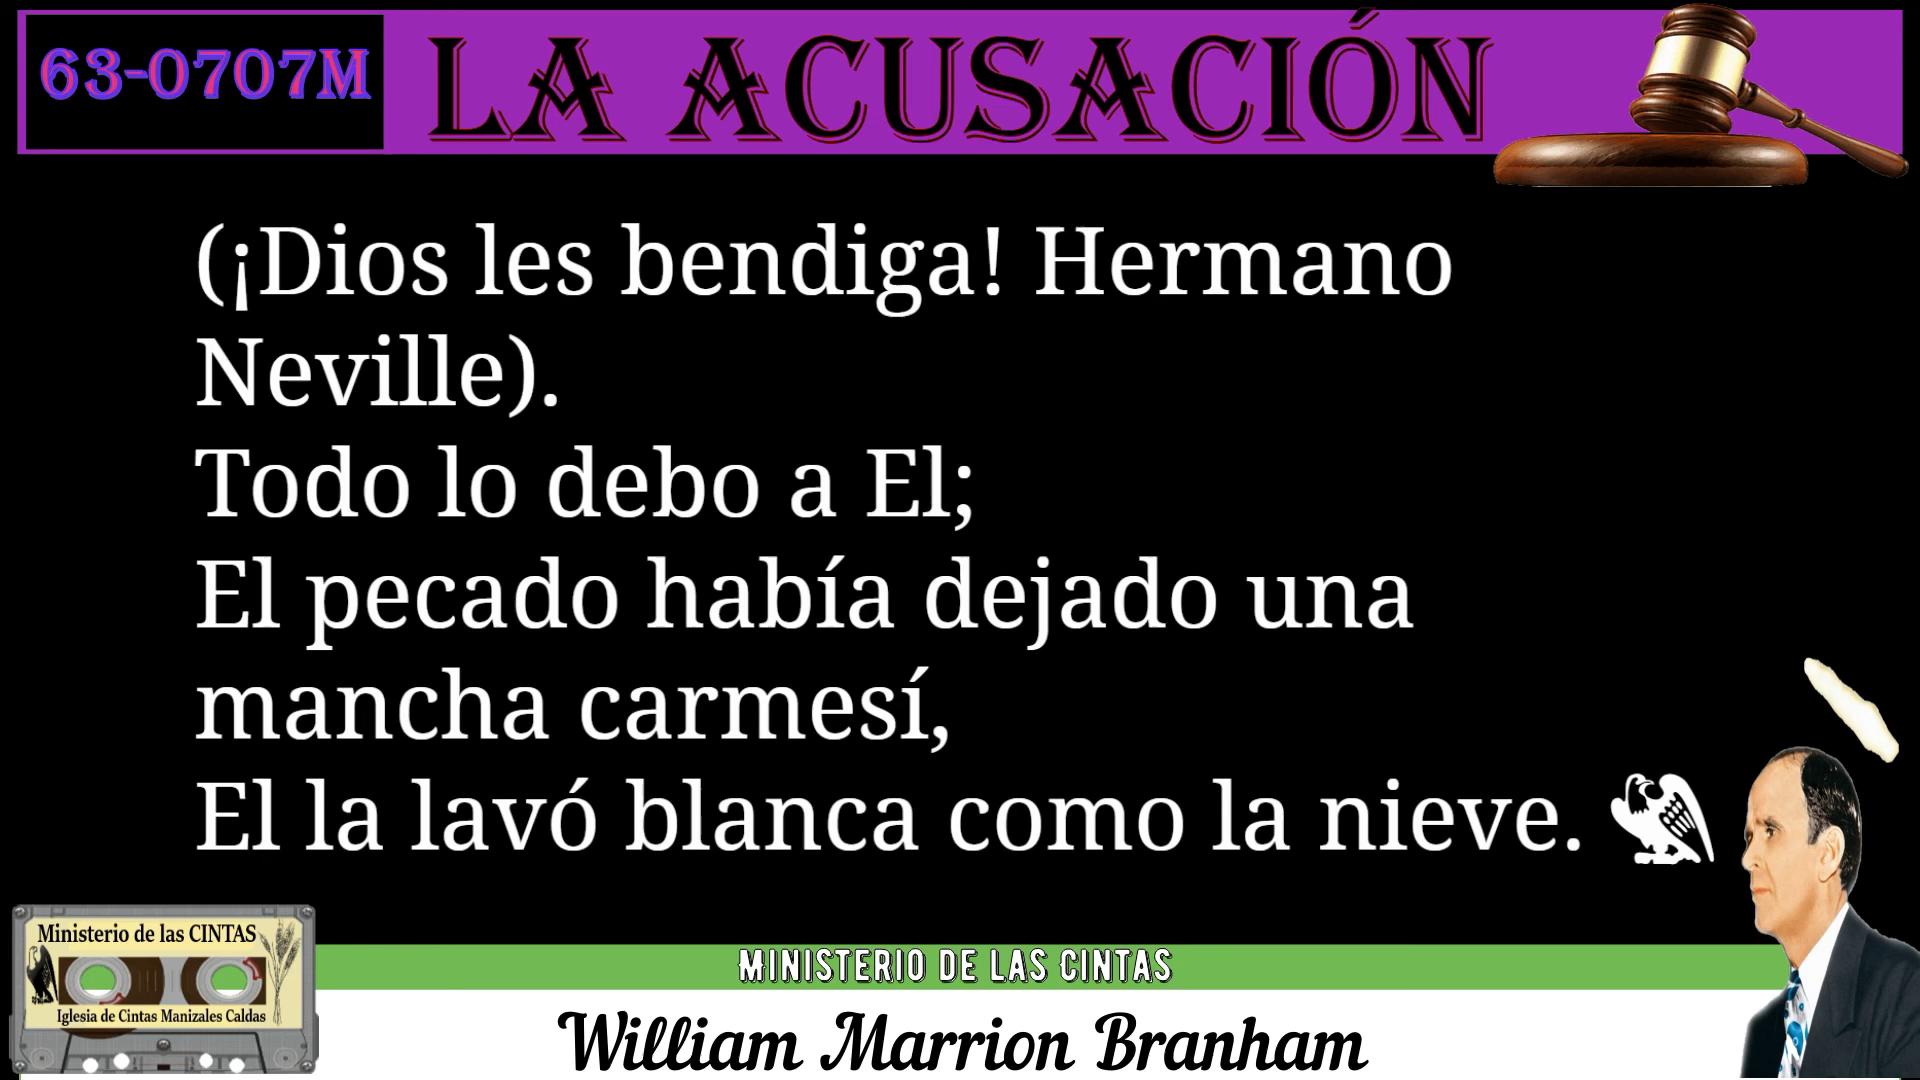 63-0707M
LA ACUSACIÓN
(¡Dios les bendiga! Hermano
Neville).
Todo lo debo a El;
El pecado había dejado una
mancha carmesí,
El la lavó blanca como la nieve.
Ministerio de las CINTAS
Iglesia de Cintas Manizales Caldas
MINISTERIO DE LAS CINTAS
William Marrion Branham